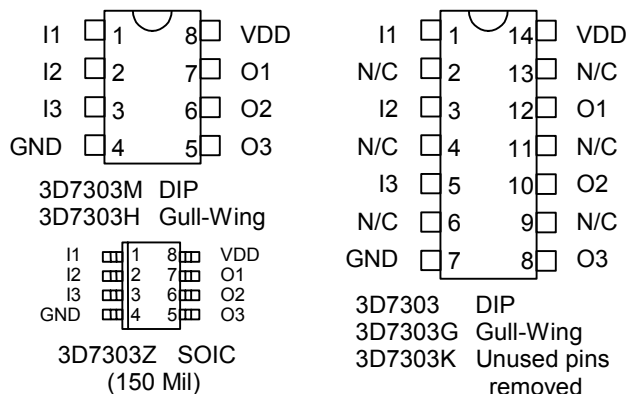 I1 1 8 VDD
I2 2 7 O1
I3 3 6 O2
GND 4 5 O3
3D7303M DIP
3D7303H Gull-Wing
I1 1 8 VDD
I2 2 7 O1
I3 3 6 O2
GND 4 5 O3
3D7303Z SOIC
(150 Mil)
I1 1 14 VDD
N/C 2 13 N/C
I2 3 12 O1
N/C 4 11 N/C
I3 5 10 O2
N/C 6 9 N/C
GND 7 8 O3
3D7303 DIP
3D7303G Gull-Wing
3D7303K Unused pins
removed